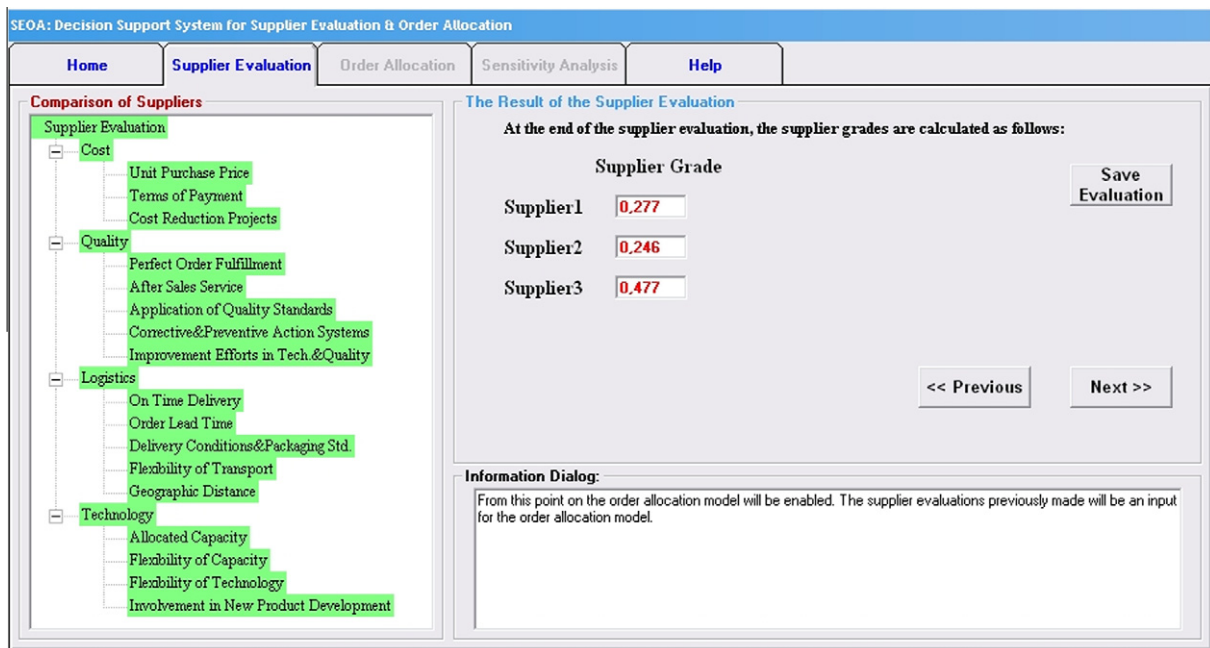 SEOA: Decision Support System for Supplier Evaluation & Order Allocation
Home
Supplier Evaluation
Order Allocation
Sensitivity Analysis
Help
Comparison of Suppliers
Supplier Evaluation
Cost
Unit Purchase Price
Terms of Payment
Cost Reduction Projects
Quality
Perfect Order Fulfillment
After Sales Service
Application of Quality Standards
Corrective&Preventive Action Systems
Improvement Efforts in Tech.&Quality
Logistics
On Time Delivery
Order Lead Time
Delivery Conditions&Packaging Std.
Flexibility of Transport
Geographic Distance
Technology
Allocated Capacity
Flexibility of Capacity
Flexibility of Technology
Involvement in New Product Development
The Result of the Supplier Evaluation
At the end of the supplier evaluation, the supplier grades are calculated as follows:
Supplier Grade
Supplier1 0,277
Supplier2 0,246
Supplier3 0,477
Save
Evaluation
<< Previous
Next >>
Information Dialog:
From this point on the order allocation model will be enabled. The supplier evaluations previously made will be an input
for the order allocation model.